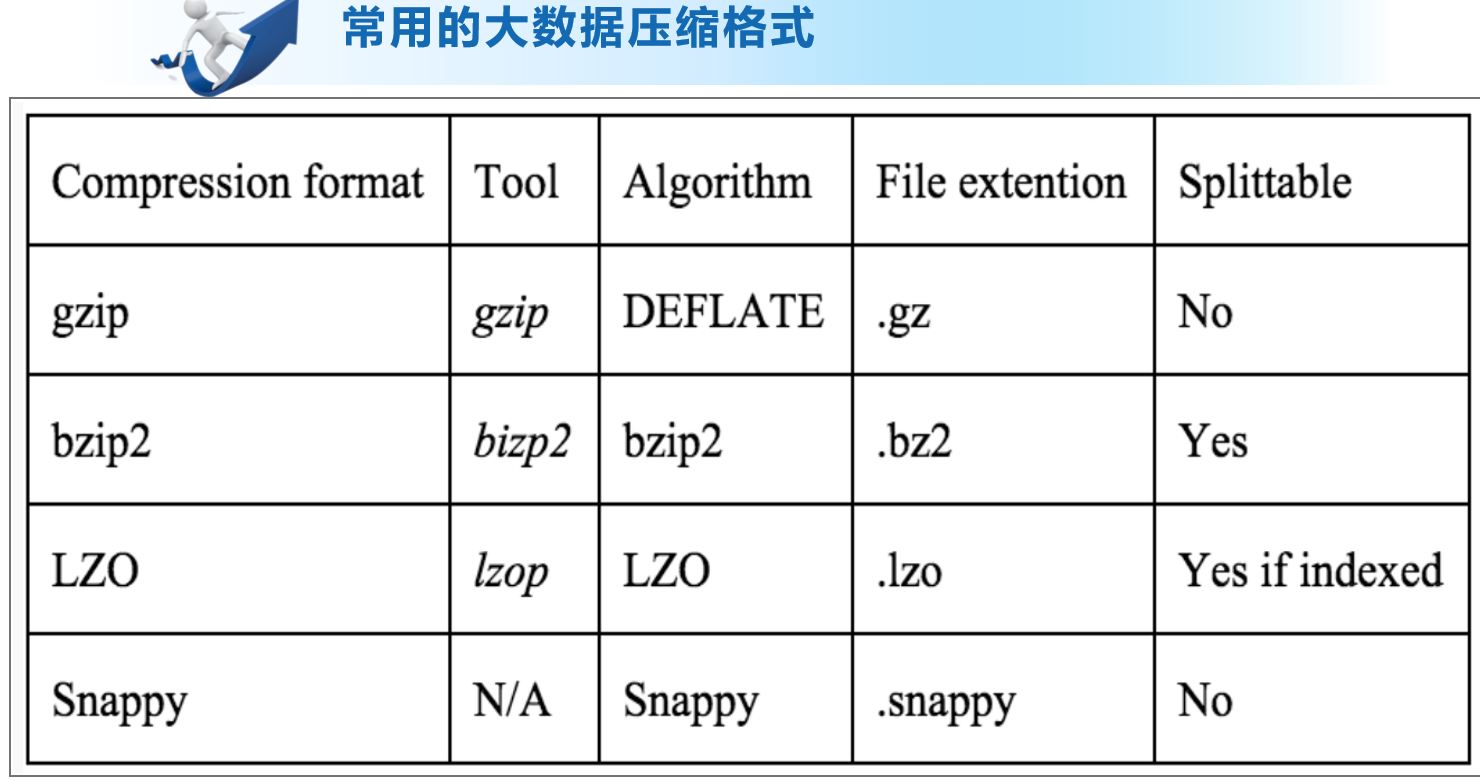 常用的大数据压缩格式
Compression format Tool Algorithm File extention Splittable
gzip gzip DEFLATE .gz No
bzip2 bizp2 bzip2 .bz2 Yes
LZO lzop LZO .lzo Yes if indexed
Snappy N/A Snappy .snappy No